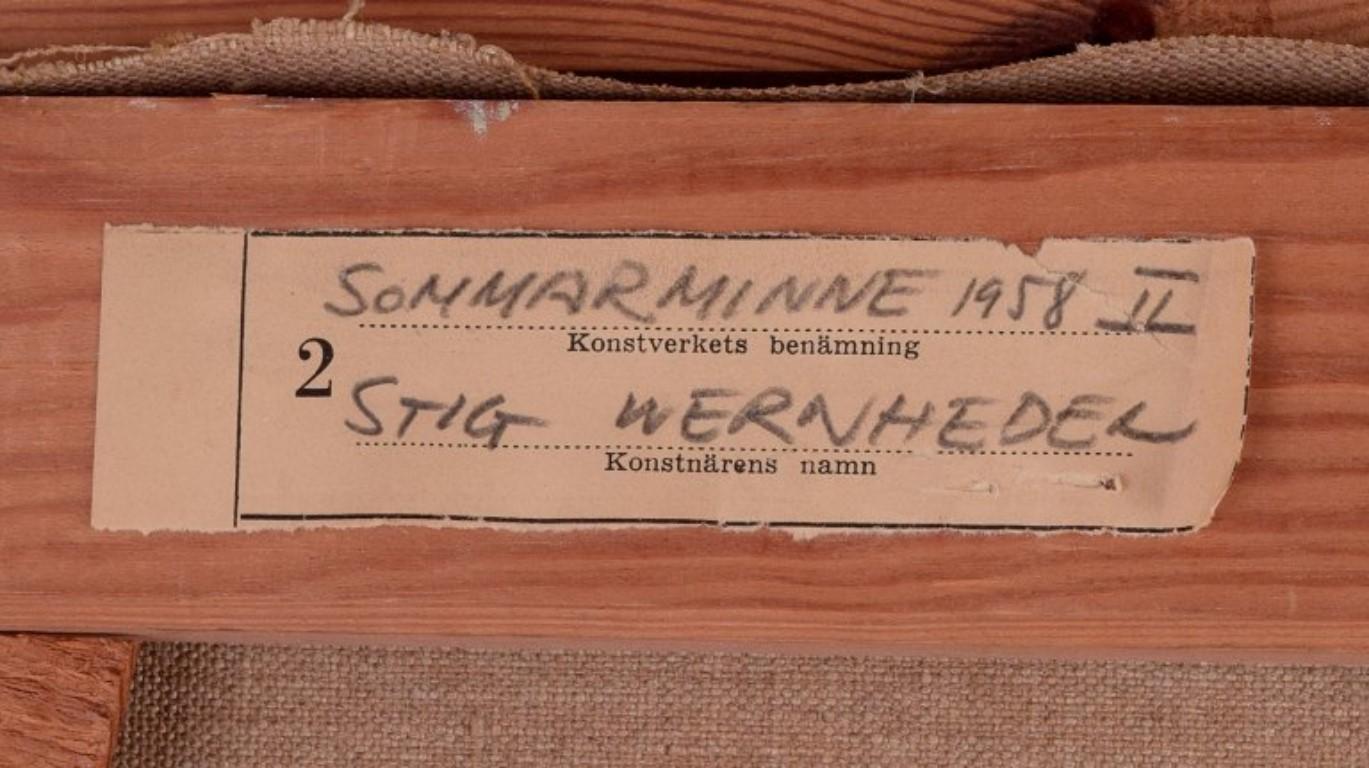 SOMMARMINNE 1958 II
Konstverkets benämning
2
STIG WERNHEDEN
Konstnärens namn